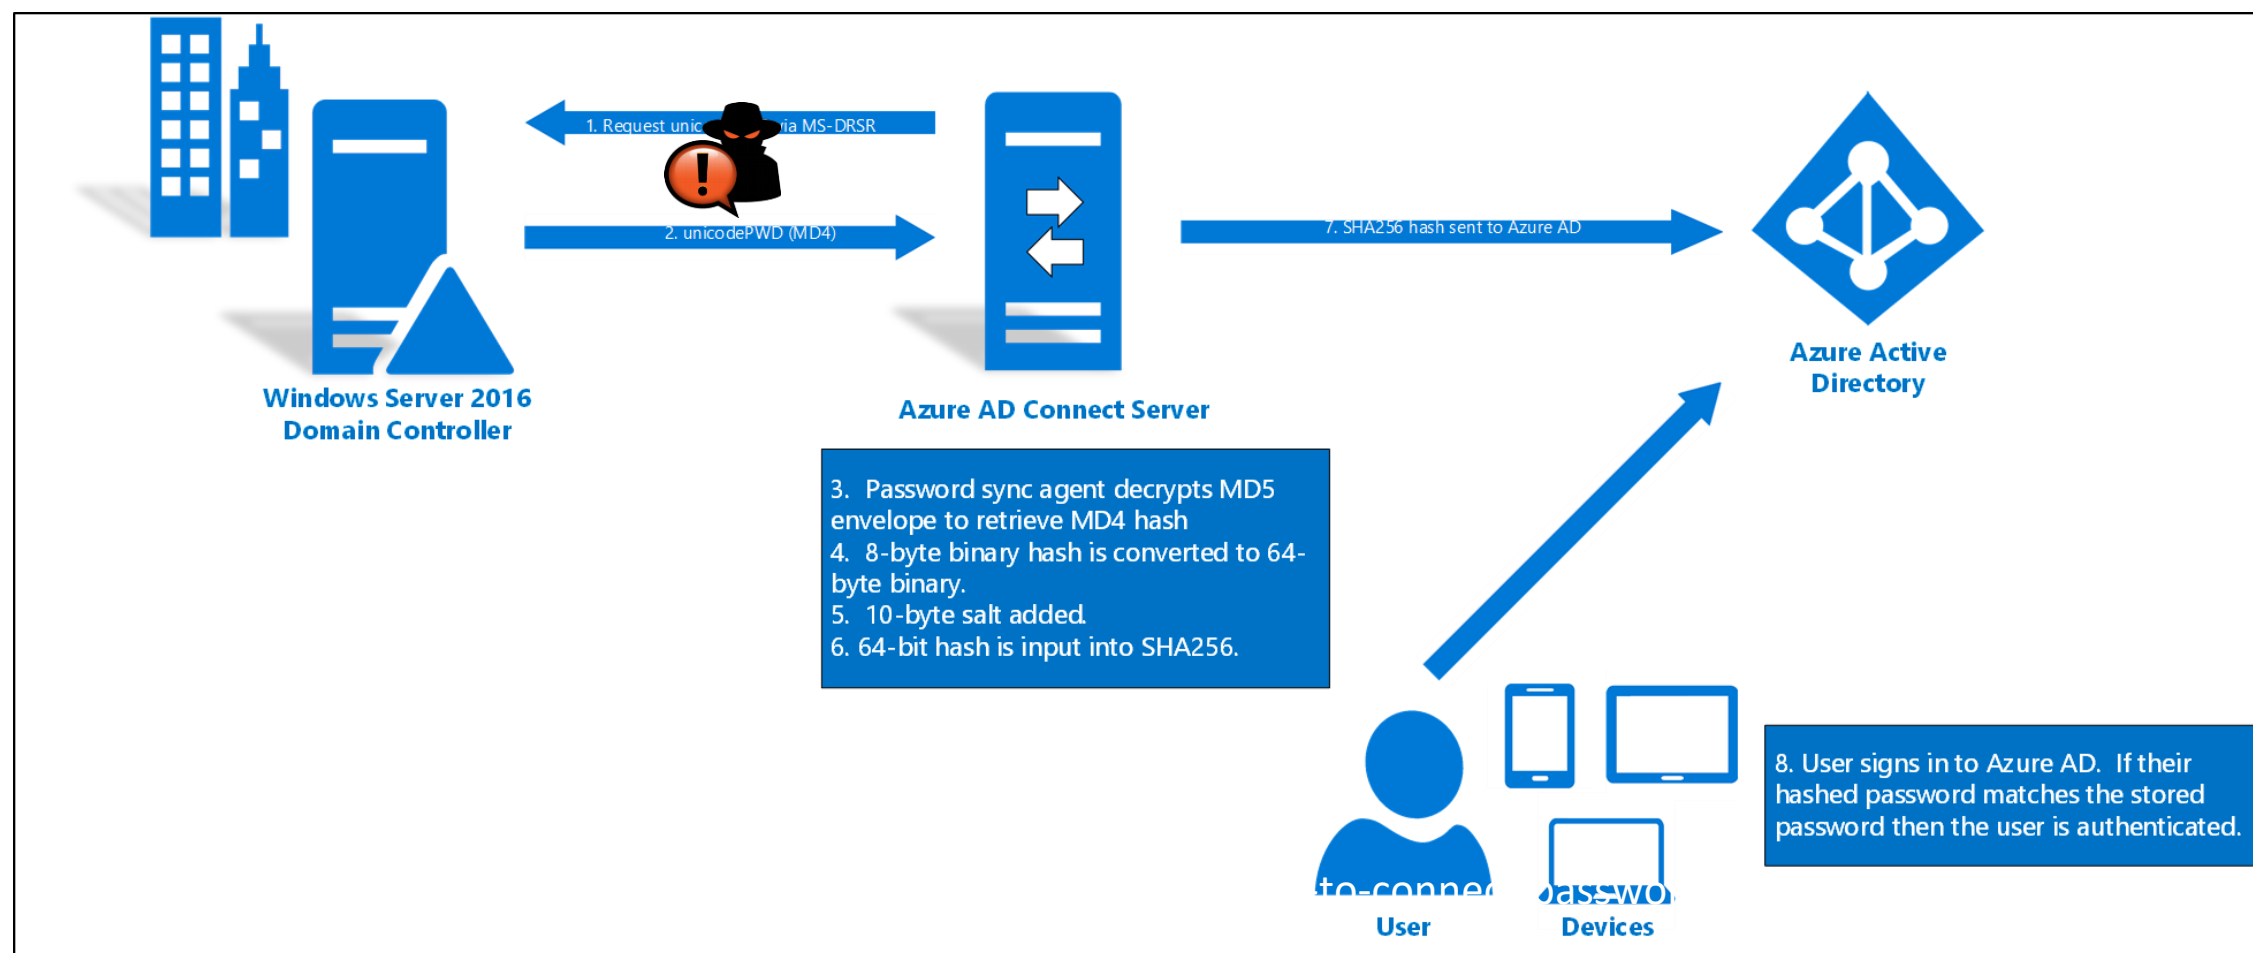 1. Request via MS-DRSR
2. unicodePWD (MD4)
7. SHA256 hash sent to Azure AD
Azure Active
Directory
Windows Server 2016
Domain Controller
Azure AD Connect Server
3. Password sync agent decrypts MD5
envelope to retrieve MD4 hash
4. 8-byte binary hash is converted to 64-
byte binary.
5. 10-byte salt added.
6. 64-bit hash is input into SHA256.
8. User signs in to Azure AD. If their
hashed password matches the stored
password then the user is authenticated.
User
Devices